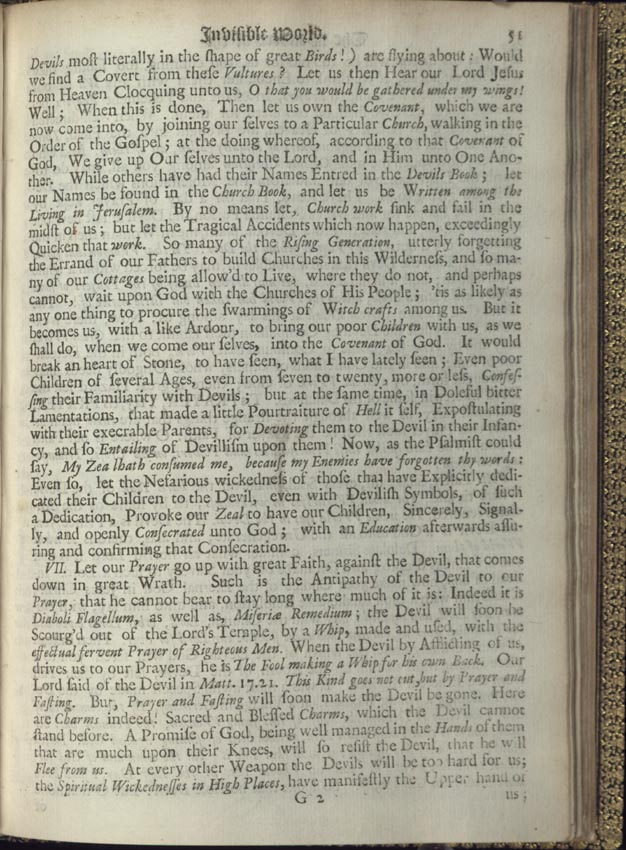 Inviſible World. 51
Devils moſt literally in the ſhape of great Birds!) are flying about: Would
we find a Covert from theſe Vultures? Let us then Hear our Lord Jeſus
from Heaven Clocquing unto us, O that you would be gathered under my wings!
Well; When this is done, Then let us own the Covenant, which we are
now come into, by joining our ſelves to a Particular Church, walking in the
Order of the Goſpel; at the doing whereof, according to that Covenant of
God, We give up Our ſelves unto the Lord, and in Him unto One Ano-
ther. While others have had their Names Entred in the Devils Book; let
our Names be found in the Church Book, and let us be Written among the
Living in Jeruſalem. By no means let, Church work ſink and fail in the
midſt of us; but let the Tragical Accidents which now happen, exceedingly
Quicken that work. So many of the Riſing Generation, utterly forgetting
the Errand of our Fathers to build Churches in this Wilderneſs, and ſo ma-
ny of our Cottages being allow'd to Live, where they do not, and perhaps
cannot, wait upon God with the Churches of His People; 'tis as likely as
any one thing to procure the ſwarmings of Witch crafts among us. But it
becomes us, with a like Ardour, to bring our poor Children with us, as we
ſhall do, when we come our ſelves, into the Covenant of God. It would
break an heart of Stone, to have ſeen, what I have lately ſeen; Even poor
Children of ſeveral Ages, even from ſeven to twenty, more or leſs, Confeſ-
ſing their Familiarity with Devils; but at the ſame time, in Doleful bitter
Lamentations, that made a little Pourtraiture of Hell it ſelf, Expoſtulating
with their execrable Parents, for Devoting them to the Devil in their Infan-
cy, and ſo Entailing of Devilliſm upon them! Now, as the Pſalmiſt could
ſay, My Zea lhath conſumed me, becauſe my Enemies have forgotten thy words:
Even ſo, let the Nefarious wickedneſs of thoſe that have Explicitly dedi-
cated their Children to the Devil, even with Deviliſh Symbols, of ſuch
a Dedication, Provoke our Zeal to have our Children, Sincerely, Signal-
ly, and openly Conſecrated unto God; with an Education afterwards aſſu-
ring and confirming that Conſecration.
VII. Let our Prayer go up with great Faith, againſt the Devil, that comes
down in great Wrath. Such is the Antipathy of the Devil to our
Prayer, that he cannot bear to ſtay long where much of it is: Indeed it is
Diaboli Flagellum, as well as, Miſeriæ Remedium; the Devil will ſoon be
Scourg'd out of the Lord's Temple, by a Whip, made and uſed, with the
effectual fervent Prayer of Righteous Men. When the Devil by Afflicting of us,
drives us to our Prayers, he is The Fool making a Whip for his own Back. Our
Lord ſaid of the Devil in Matt. 17.21. This Kind goes not out, but by Prayer and
Faſting. But, Prayer and Faſting will ſoon make the Devil be gone. Here
are Charms indeed! Sacred and Bleſſed Charms, which the Devil cannot
ſtand before. A Promiſe of God, being well managed in the Hands of them
that are much upon their Knees, will ſo reſiſt the Devil, that he will
Flee from us. At every other Weapon the Devils will be too hard for us;
the Spiritual Wickedneſſes in High Places, have manifeſtly the Upper hand of
G 2 us;